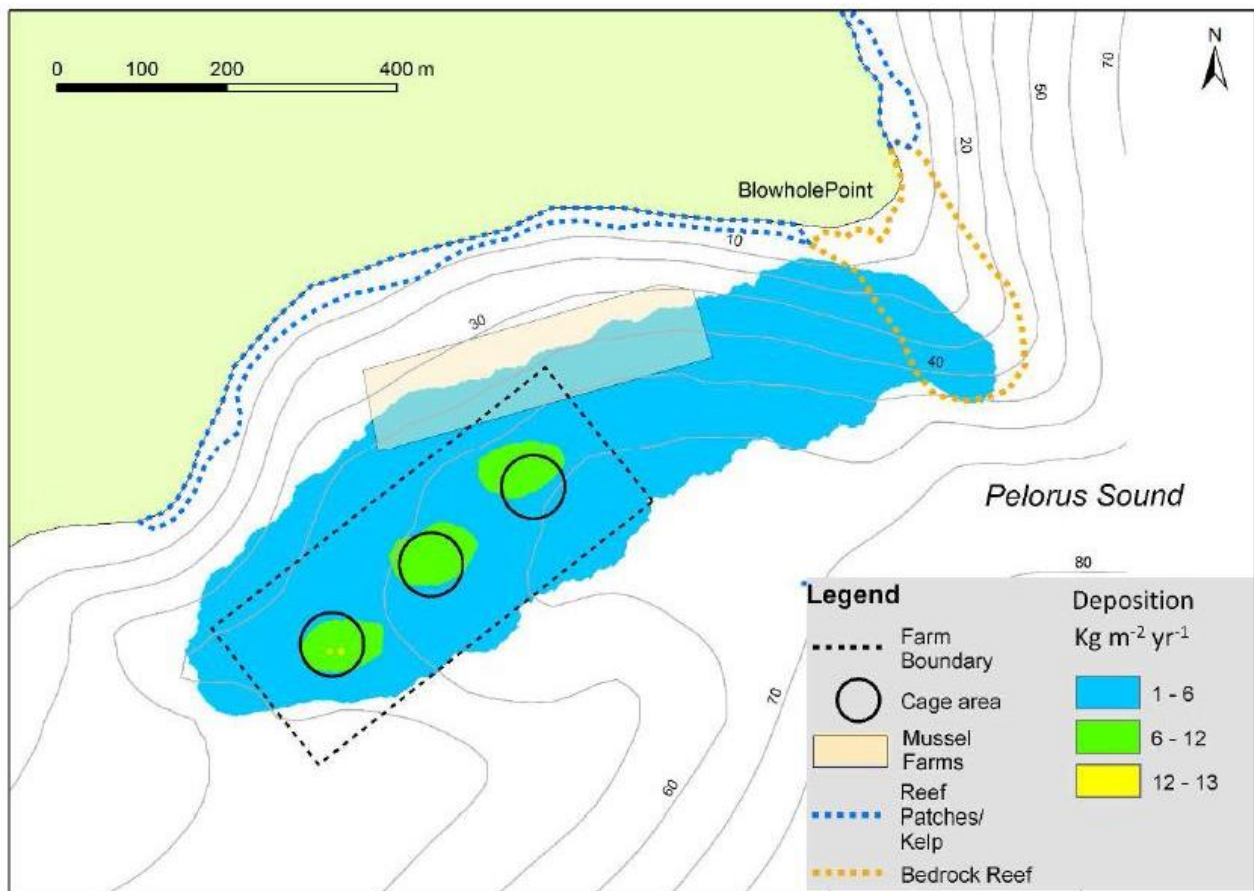 0 100 200 400 m
N
70
50
20
BlowholePoint
10
30
40
Pelorus Sound
80
70
60
Legend
Farm
Boundary
Cage area
Mussel
Farms
Reef
Patches/
Kelp
Bedrock Reef
Deposition
Kg m⁻² yr⁻¹
1 - 6
6 - 12
12 - 13